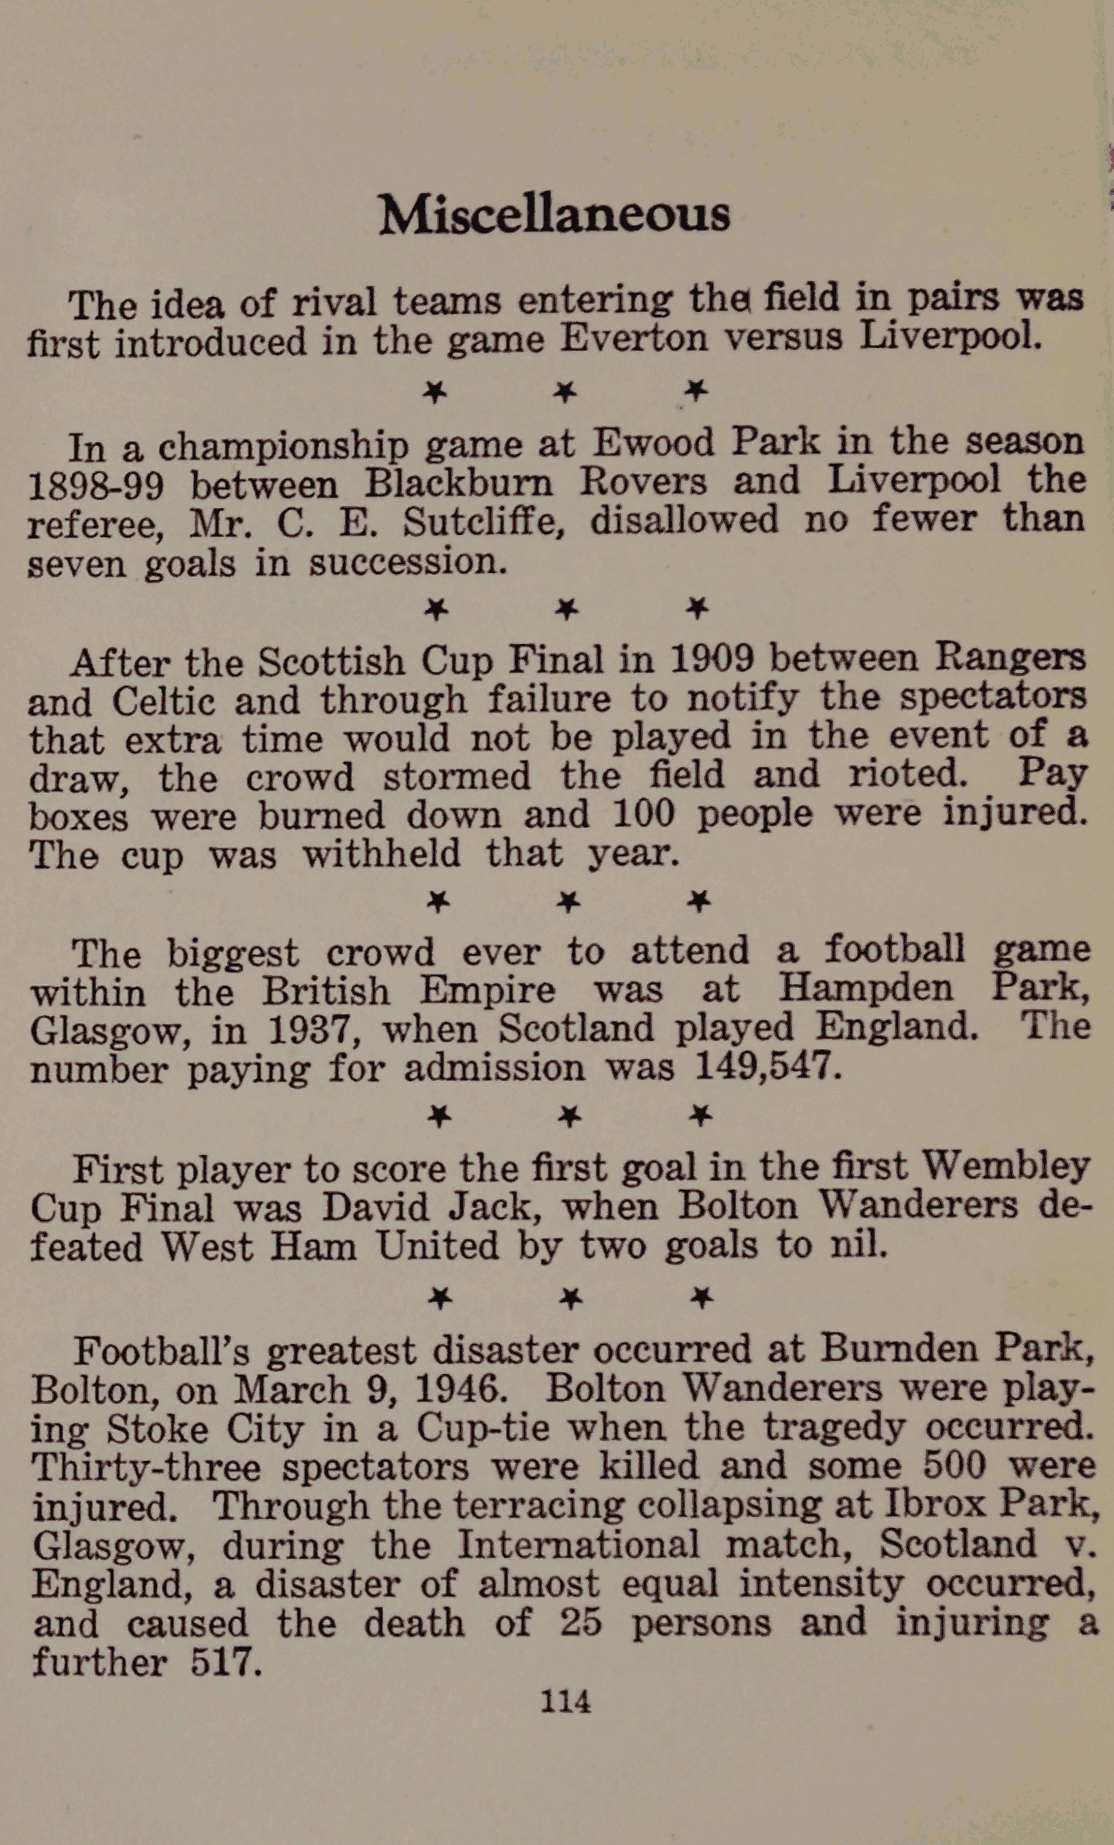 Miscellaneous
The idea of rival teams entering the field in pairs was
first introduced in the game Everton versus Liverpool.
★ ★ ★
In a championship game at Ewood Park in the season
1898-99 between Blackburn Rovers and Liverpool the
referee, Mr. C. E. Sutcliffe, disallowed no fewer than
seven goals in succession.
★ ★ ★
After the Scottish Cup Final in 1909 between Rangers
and Celtic and through failure to notify the spectators
that extra time would not be played in the event of a
draw, the crowd stormed the field and rioted. Pay
boxes were burned down and 100 people were injured.
The cup was withheld that year.
★ ★ ★
The biggest crowd ever to attend a football game
within the British Empire was at Hampden Park,
Glasgow, in 1937, when Scotland played England. The
number paying for admission was 149,547.
★ ★ ★
First player to score the first goal in the first Wembley
Cup Final was David Jack, when Bolton Wanderers de-
feated West Ham United by two goals to nil.
★ ★ ★
Football's greatest disaster occurred at Burnden Park,
Bolton, on March 9, 1946. Bolton Wanderers were play-
ing Stoke City in a Cup-tie when the tragedy occurred.
Thirty-three spectators were killed and some 500 were
injured. Through the terracing collapsing at Ibrox Park,
Glasgow, during the International match, Scotland v.
England, a disaster of almost equal intensity occurred,
and caused the death of 25 persons and injuring a
further 517.
114